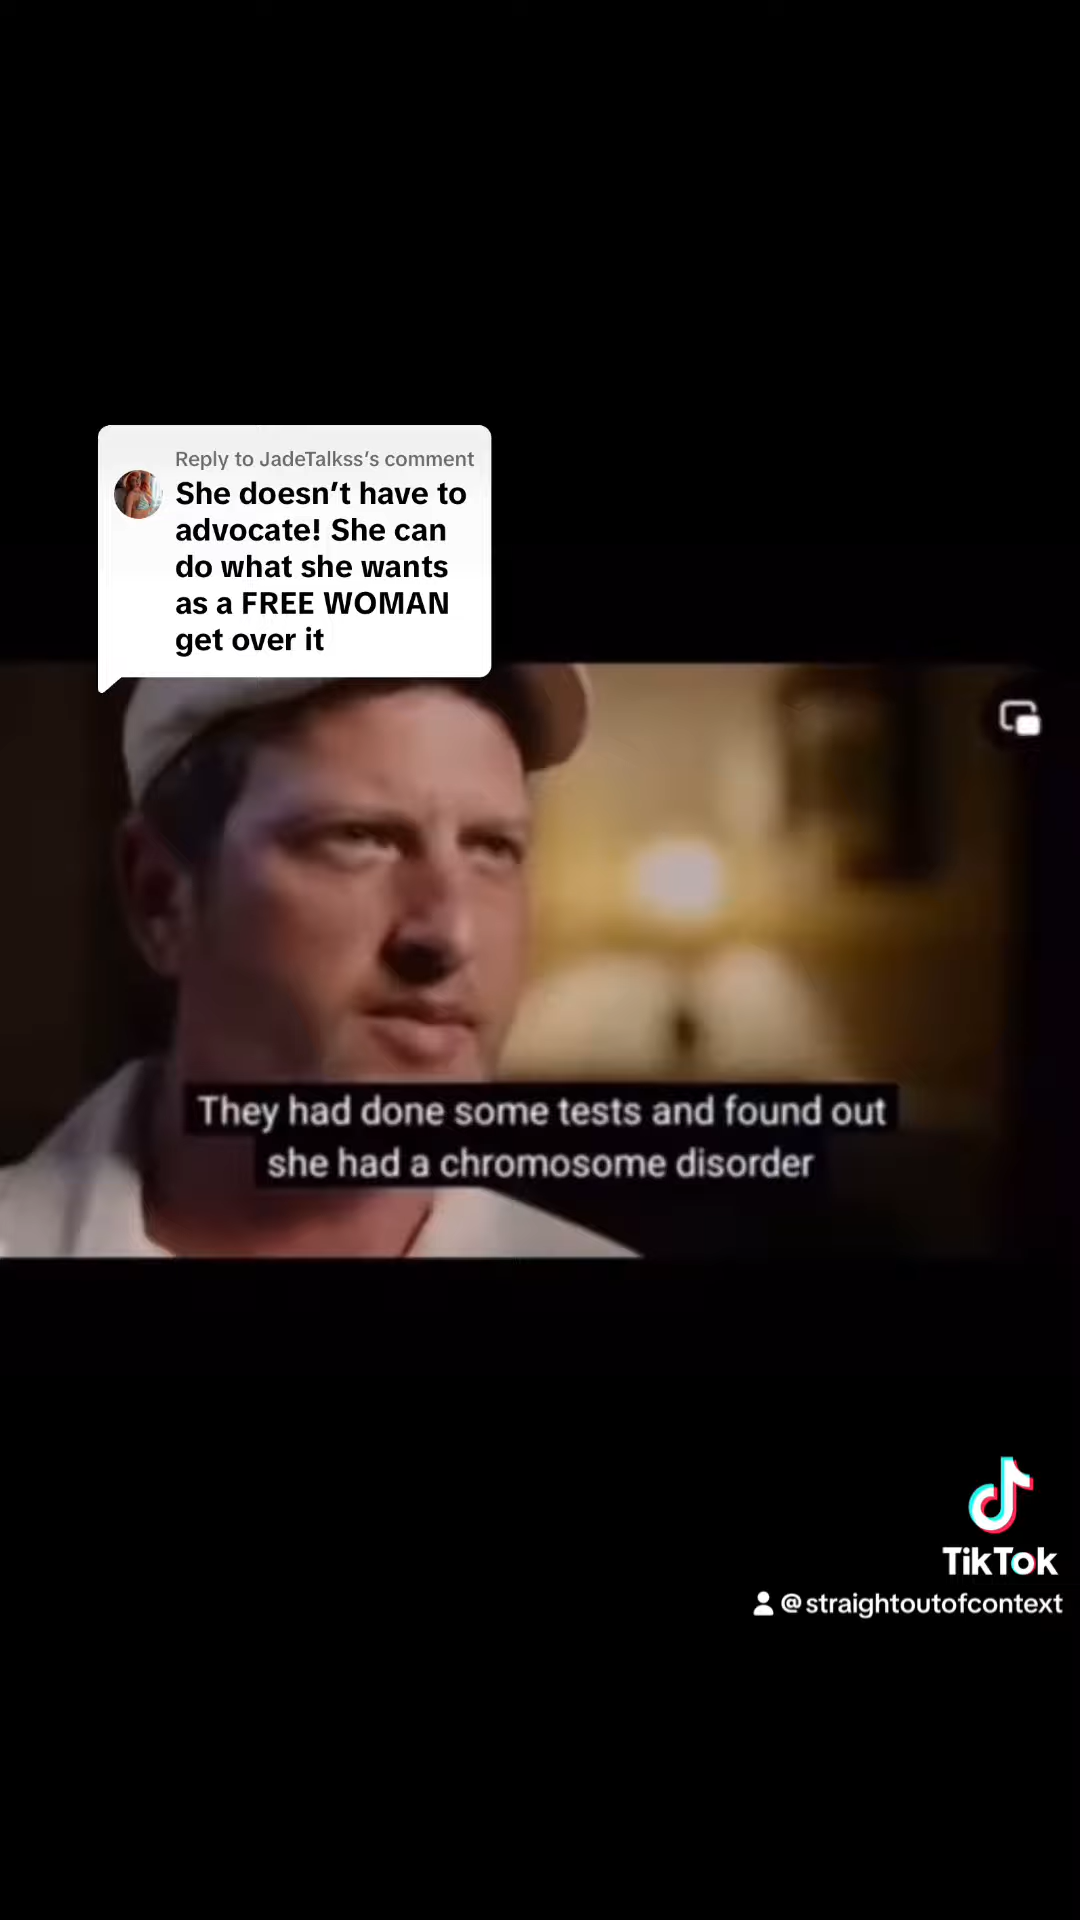 Reply to JadeTalkss's comment
She doesn't have to
advocate! She can
do what she wants
as a FREE WOMAN
get over it
They had done some tests and found out
she had a chromosome disorder
TikTok
@straightoutofcontext